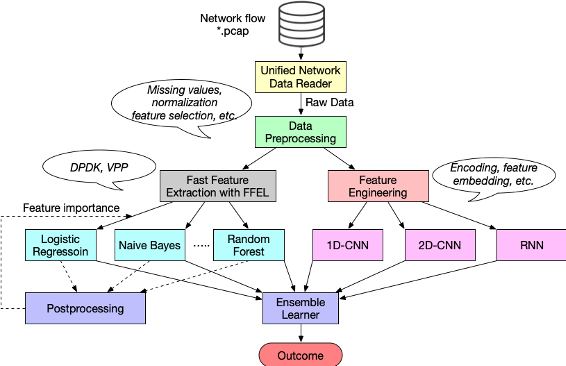 Network flow
*.pcap
Unified Network
Data Reader
Raw Data
Missing values,
normalization
feature selection, etc.
Data
Preprocessing
DPDK, VPP
Fast Feature
Extraction with FFEL
Feature
Engineering
Encoding, feature
embedding, etc.
Feature importance
Logistic
Regressoin
Naive Bayes
.....
Random
Forest
1D-CNN
2D-CNN
RNN
Postprocessing
Ensemble
Learner
Outcome